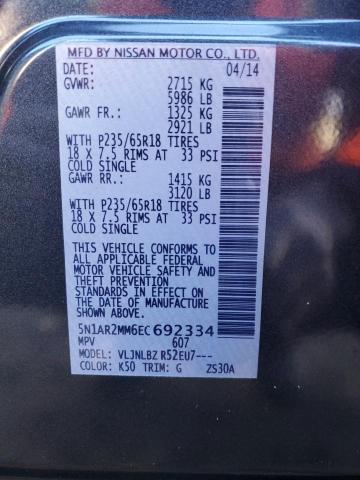 MFD BY NISSAN MOTOR CO., LTD.
DATE: 04/14
GVWR: 2715 KG
5986 LB
GAWR FR.: 1325 KG
2921 LB
WITH P235/65R18 TIRES
18 X 7.5 RIMS AT 33 PSI
COLD SINGLE
GAWR RR.: 1415 KG
3120 LB
WITH P235/65R18 TIRES
18 X 7.5 RIMS AT 33 PSI
COLD SINGLE
THIS VEHICLE CONFORMS TO
ALL APPLICABLE FEDERAL
MOTOR VEHICLE SAFETY
AND THEFT PREVENTION
STANDARDS IN EFFECT ON
THE DATE OF MANUFACTURE
SHOWN ABOVE.
5N1AR2MM6EC692334
MPV 607
MODEL: VLJNLBZ R52EU7---
COLOR: K50 TRIM: G ZS30A